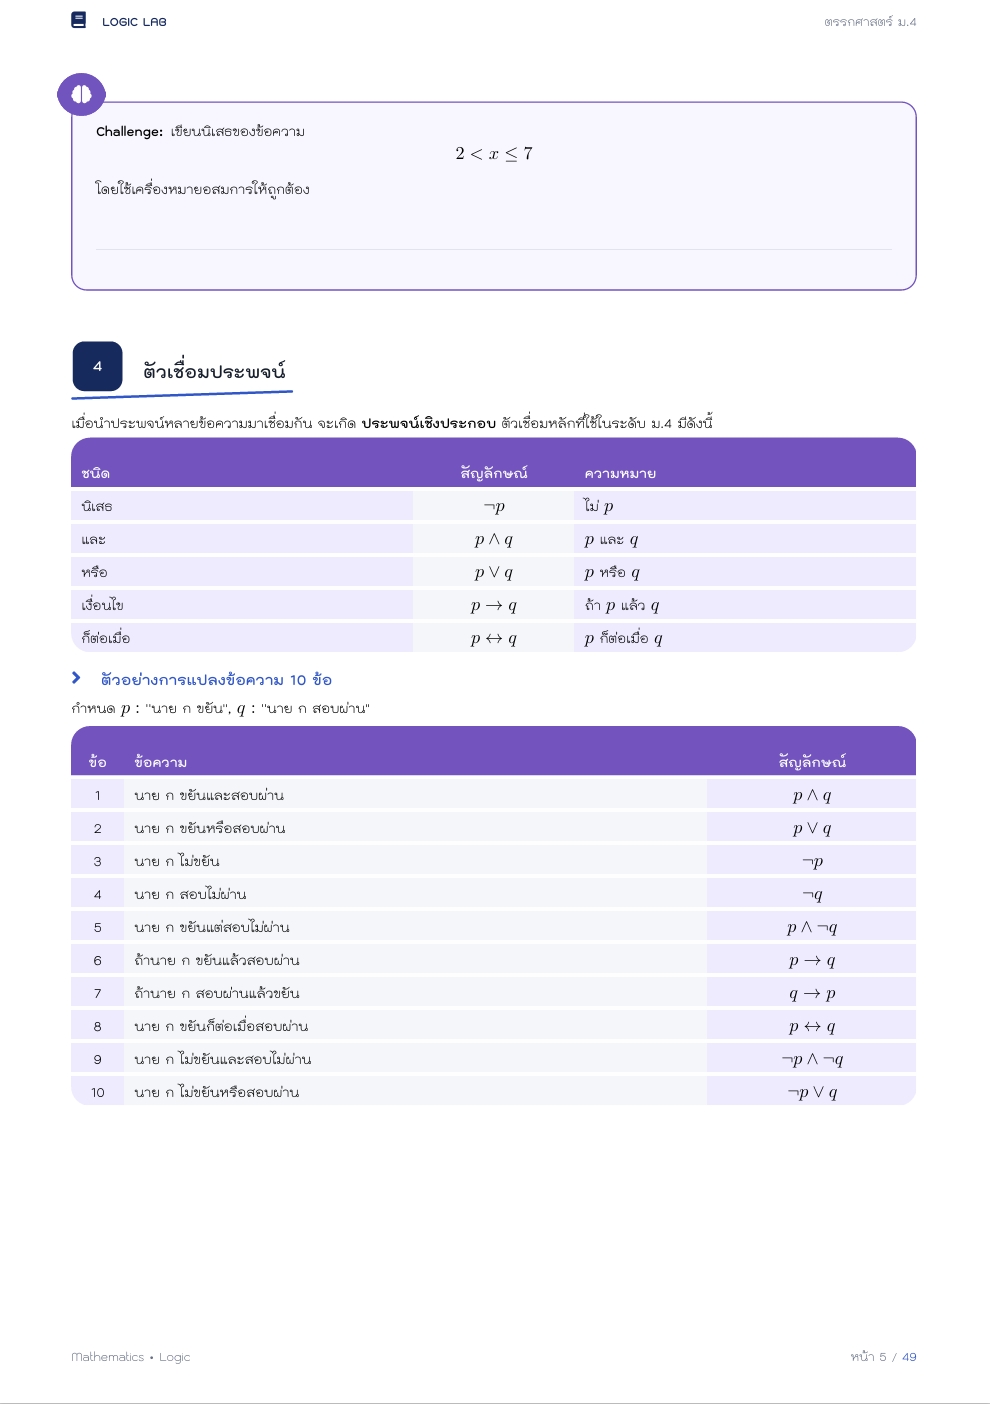 LOGIC LAB
ตรรกศาสตร์ ม.4
Challenge: เขียนนิเสธของข้อความ
2 < x ≤ 7
โดยใช้เครื่องหมายอสมการให้ถูกต้อง
4 ตัวเชื่อมประพจน์
เมื่อนำประพจน์หลายข้อความมาเชื่อมกัน จะเกิด ประพจน์เชิงประกอบ ตัวเชื่อมหลักที่ใช้ในระดับ ม.4 มีดังนี้
ชนิด สัญลักษณ์ ความหมาย
นิเสธ ¬p ไม่ p
และ p ∧ q p และ q
หรือ p ∨ q p หรือ q
เงื่อนไข p → q ถ้า p แล้ว q
ก็ต่อเมื่อ p ↔ q p ก็ต่อเมื่อ q
ตัวอย่างการแปลงข้อความ 10 ข้อ
กำหนด p : "นาย ก ขยัน", q : "นาย ก สอบผ่าน"
ข้อ ข้อความ สัญลักษณ์
1 นาย ก ขยันและสอบผ่าน p ∧ q
2 นาย ก ขยันหรือสอบผ่าน p ∨ q
3 นาย ก ไม่ขยัน ¬p
4 นาย ก สอบไม่ผ่าน ¬q
5 นาย ก ขยันแต่สอบไม่ผ่าน p ∧ ¬q
6 ถ้านาย ก ขยันแล้วสอบผ่าน p → q
7 ถ้านาย ก สอบผ่านแล้วขยัน q → p
8 นาย ก ขยันก็ต่อเมื่อสอบผ่าน p ↔ q
9 นาย ก ไม่ขยันและสอบไม่ผ่าน ¬p ∧ ¬q
10 นาย ก ไม่ขยันหรือสอบผ่าน ¬p ∨ q
Mathematics • Logic
หน้า 5 / 49